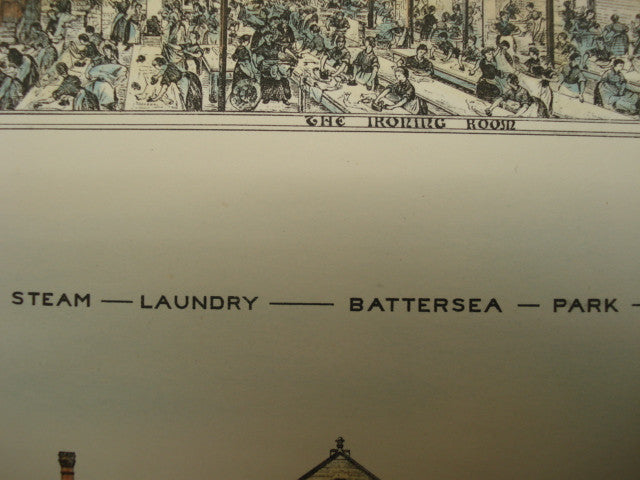 THE IRONING ROOM
STEAM — LAUNDRY — BATTERSEA — PARK -